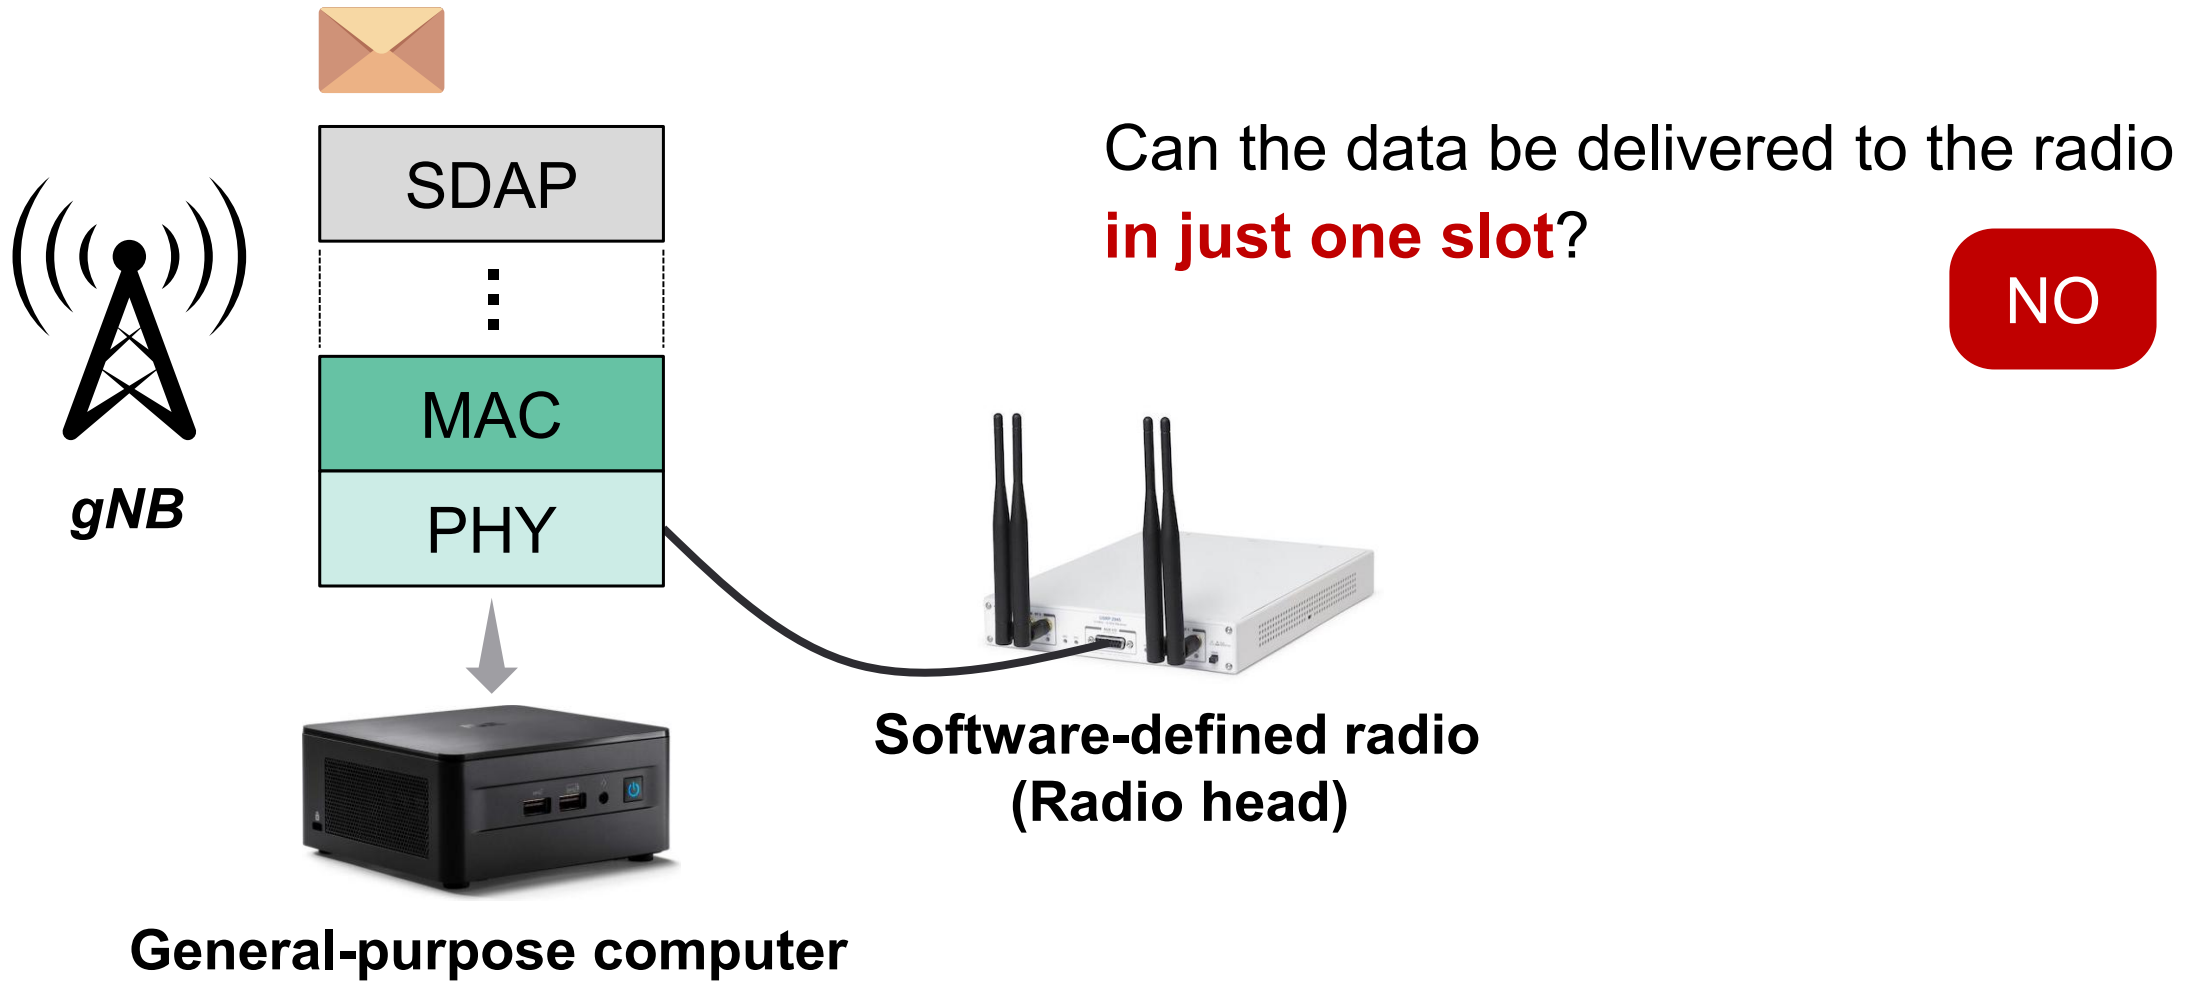 Can the data be delivered to the radio
in just one slot?
NO
SDAP
MAC
PHY
gNB
Software-defined radio
(Radio head)
General-purpose computer